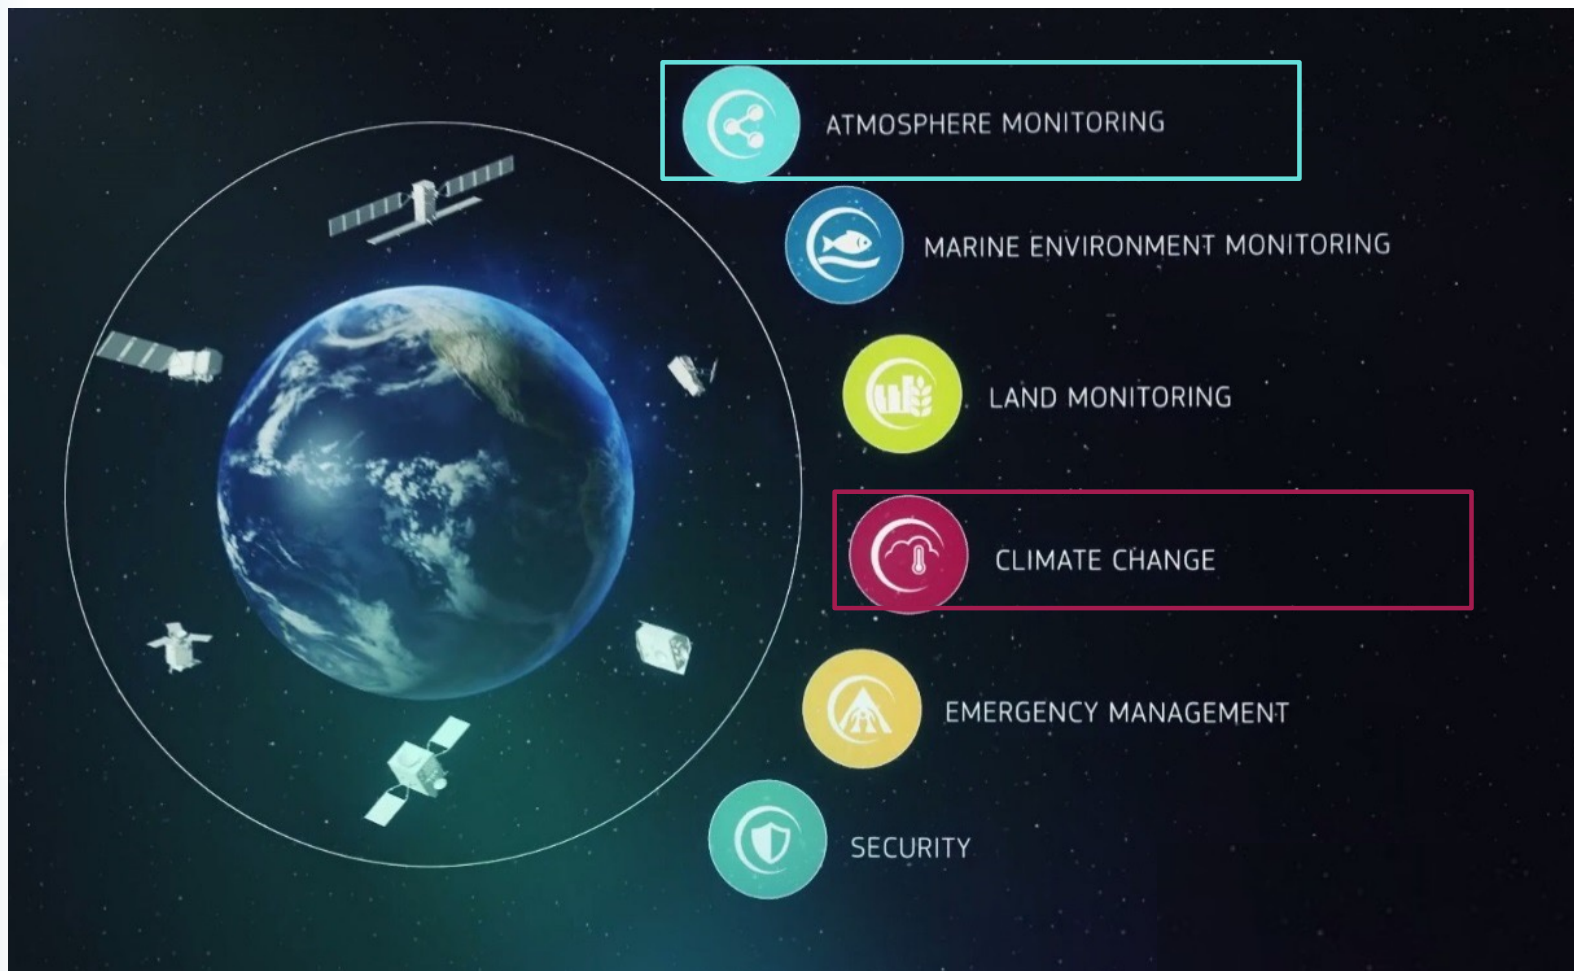 ATMOSPHERE MONITORING
MARINE ENVIRONMENT MONITORING
LAND MONITORING
CLIMATE CHANGE
EMERGENCY MANAGEMENT
SECURITY